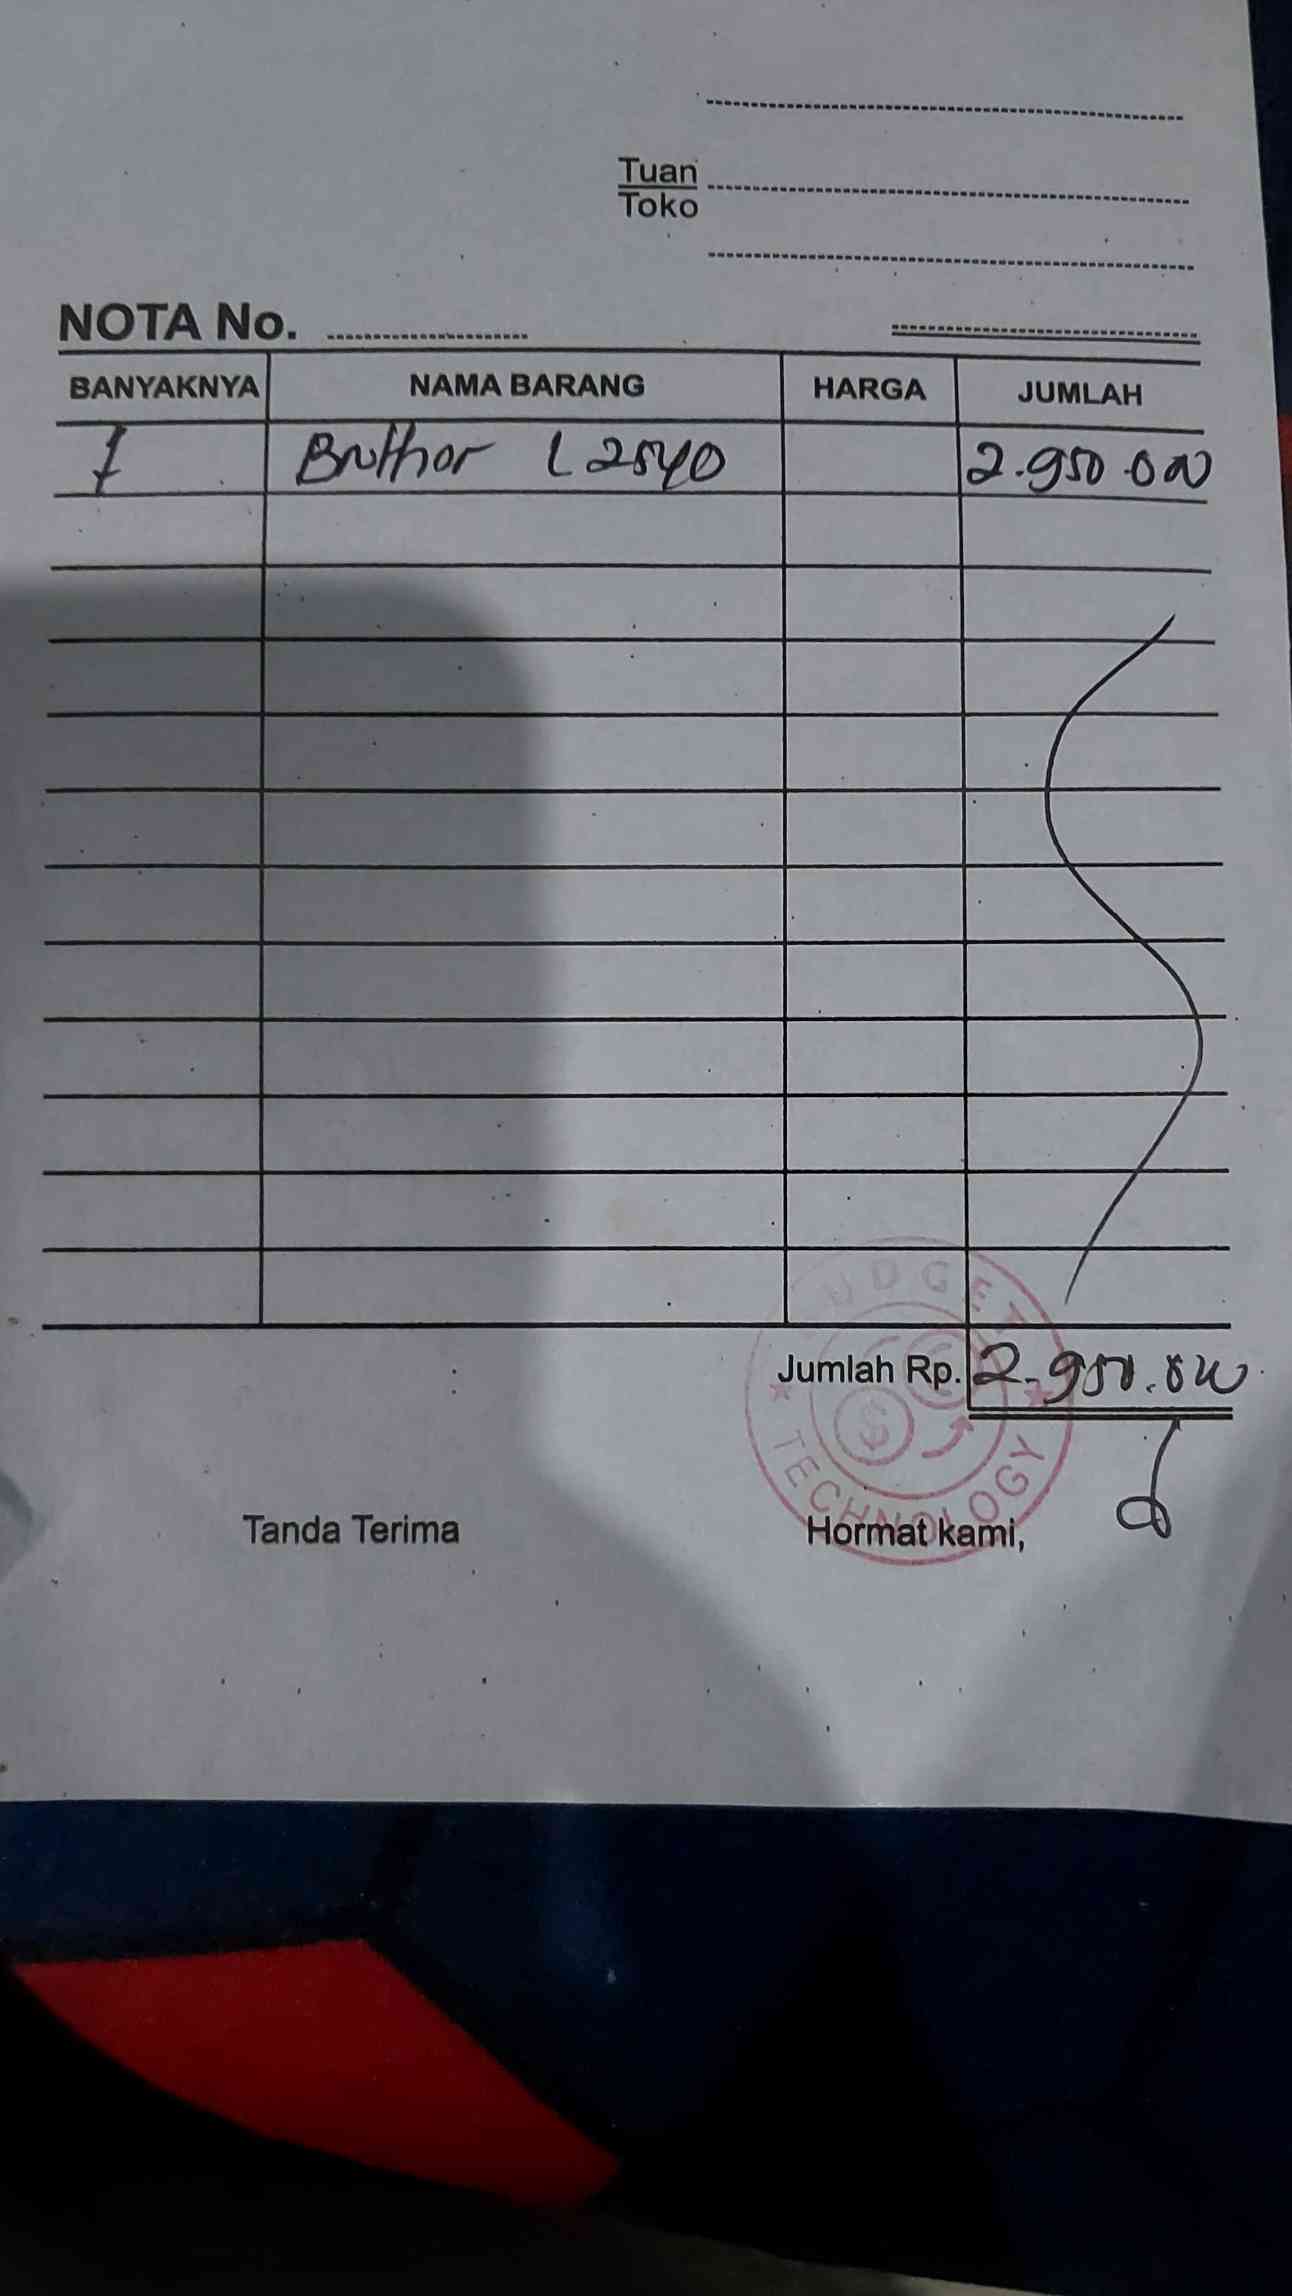 Tuan
Toko
NOTA No.
BANYAKNYA NAMA BARANG HARGA JUMLAH
1 Brother L2540 2.950.000
Jumlah Rp. 2.950.000
UDGET
TECHNOLOGY
$
Tanda Terima Hormat kami,